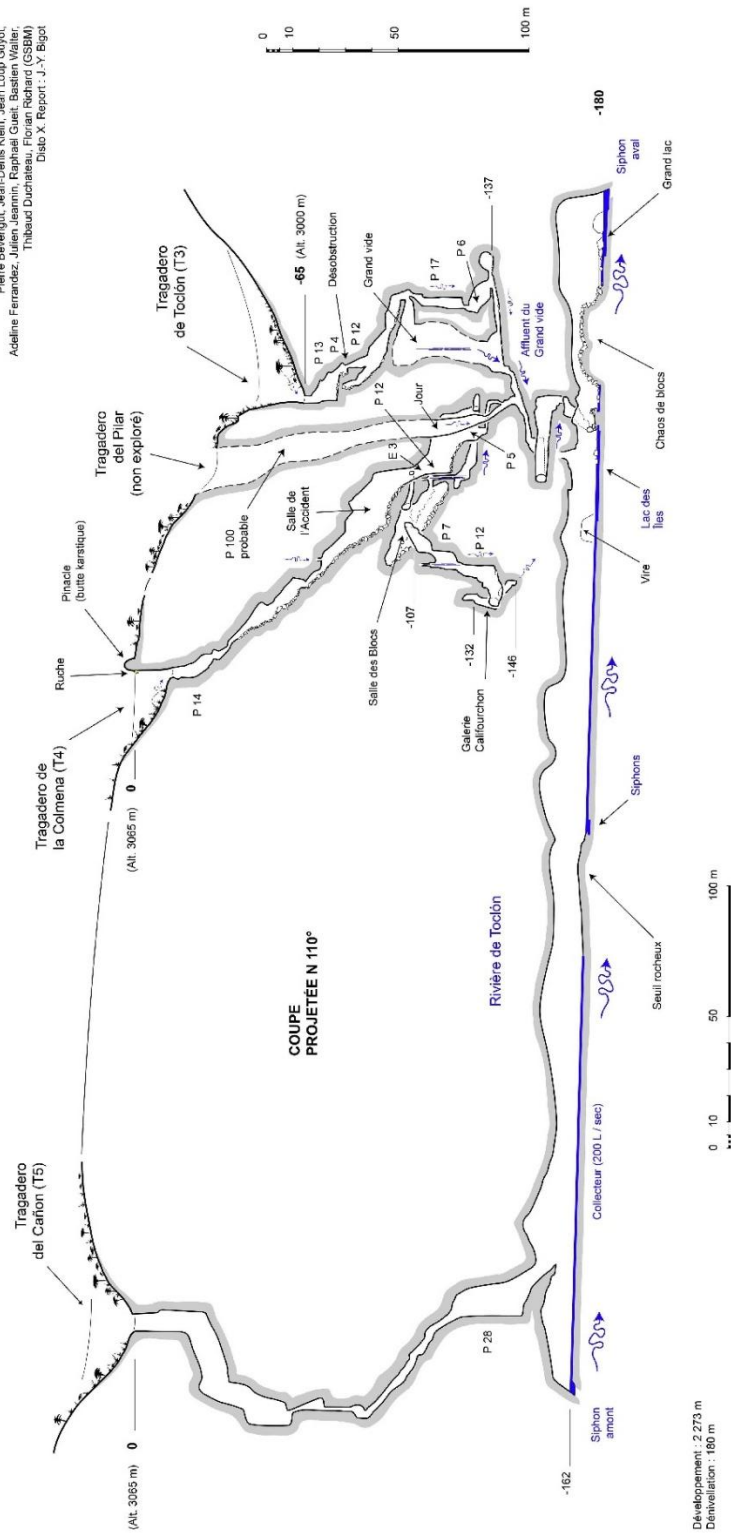 Pierre Bevengut, Jean-Denis Klein, Jean Loup Guyot,
Adeline Ferrandez, Julien Jeannin, Raphaël Gueit, Bastien Walter,
Thibaud Duchateau, Florian Richard (GSBM)
Disto X. Report : J.-Y. Bigot
0
10
50
100 m
Tragadero
del Cañon (T5)
(Alt. 3065 m)
0
Tragadero de
la Colmena (T4)
0
(Alt. 3065 m)
Ruche
Pinacle
(butte karstique)
Tragadero
del Pilar
(non exploré)
Tragadero
de Toclón (T3)
-65 (Alt. 3000 m)
P 14
P 100
probable
Salle de
l'Accident
E 3
P 12
Jour
P 13
P 4
Désobstruction
P 12
Grand vide
P 17
P 6
-137
P 5
Affluent du
Grand vide
Salle des Blocs
-107
P 7
P 12
-132
-146
Galerie
Califourchon
COUPE
PROJETÉE N 110°
P 28
Rivière de Toclón
-162
Siphon
amont
Collecteur (200 L / sec)
Seuil rocheux
Siphons
Vire
Lac des
Îles
Chaos de blocs
Grand lac
Siphon
aval
-180
0
10
50
100 m
Développement : 2 273 m
Dénivellation : 180 m